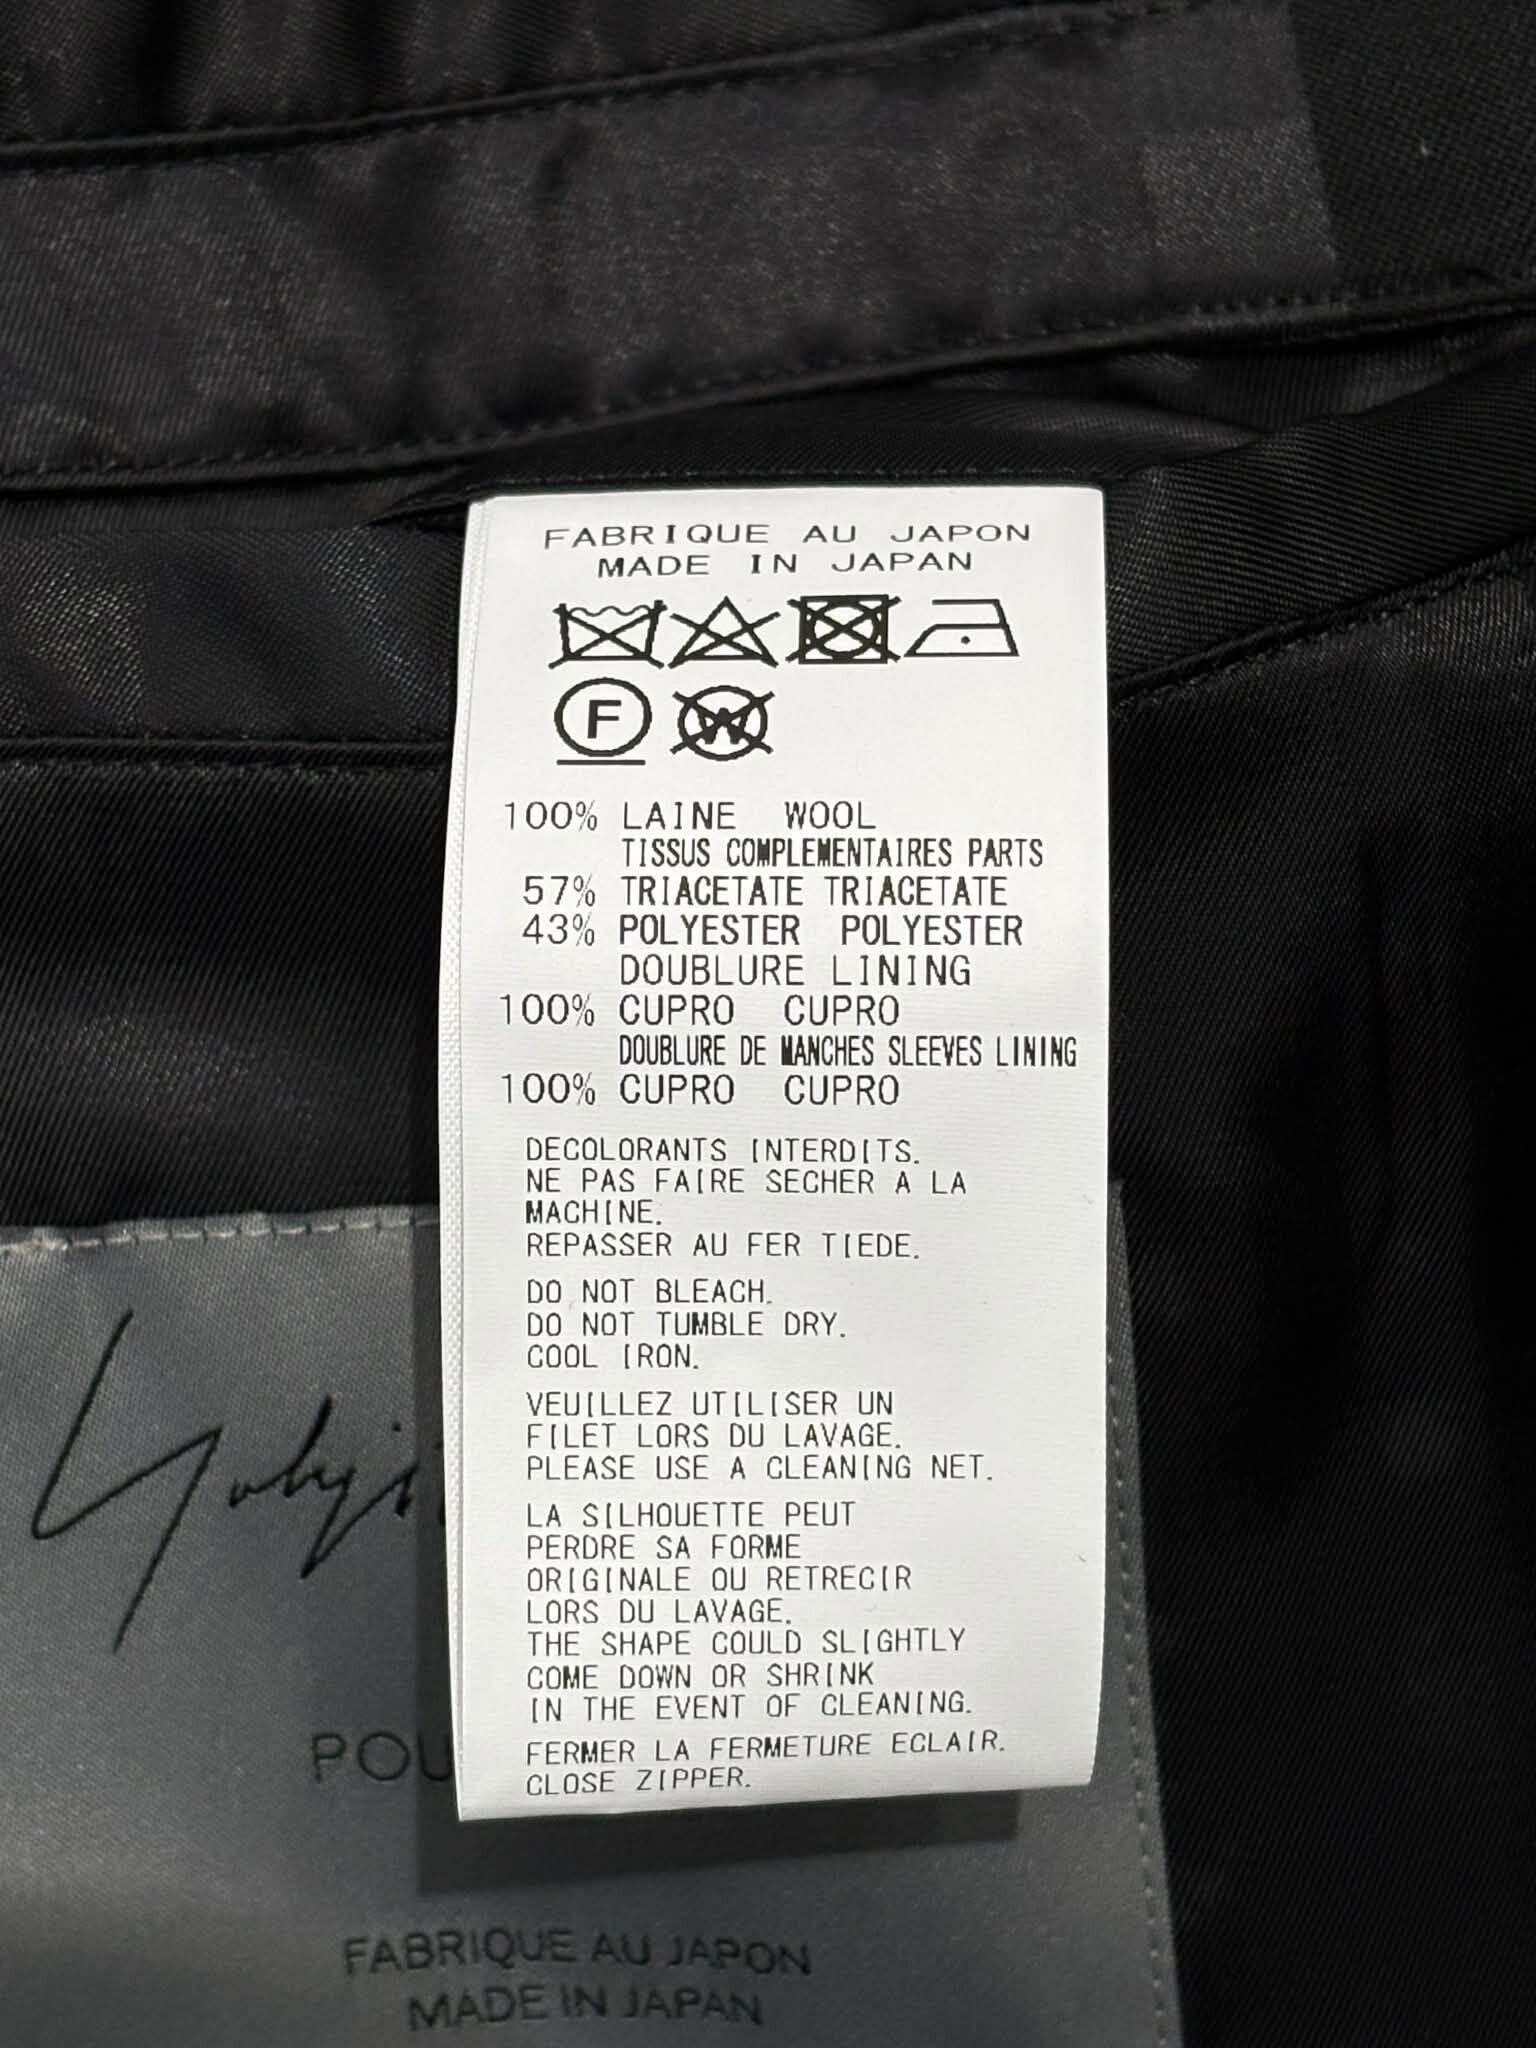 FABRIQUE AU JAPON
MADE IN JAPAN
F
W
100% LAINE WOOL
TISSUS COMPLEMENTAIRES PARTS
57% TRIACETATE TRIACETATE
43% POLYESTER POLYESTER
DOUBLURE LINING
100% CUPRO CUPRO
DOUBLURE DE MANCHES SLEEVES LINING
100% CUPRO CUPRO
DECOLORANTS INTERDITS.
NE PAS FAIRE SECHER A LA
MACHINE.
REPASSER AU FER TIEDE.
DO NOT BLEACH.
DO NOT TUMBLE DRY.
COOL IRON.
VEUILLEZ UTILISER UN
FILET LORS DU LAVAGE.
PLEASE USE A CLEANING NET.
LA SILHOUETTE PEUT
PERDRE SA FORME
ORIGINALE OU RETRECIR
LORS DU LAVAGE.
THE SHAPE COULD SLIGHTLY
COME DOWN OR SHRINK
IN THE EVENT OF CLEANING.
FERMER LA FERMETURE ECLAIR.
CLOSE ZIPPER.
POU
FABRIQUE AU JAPON
MADE IN JAPAN